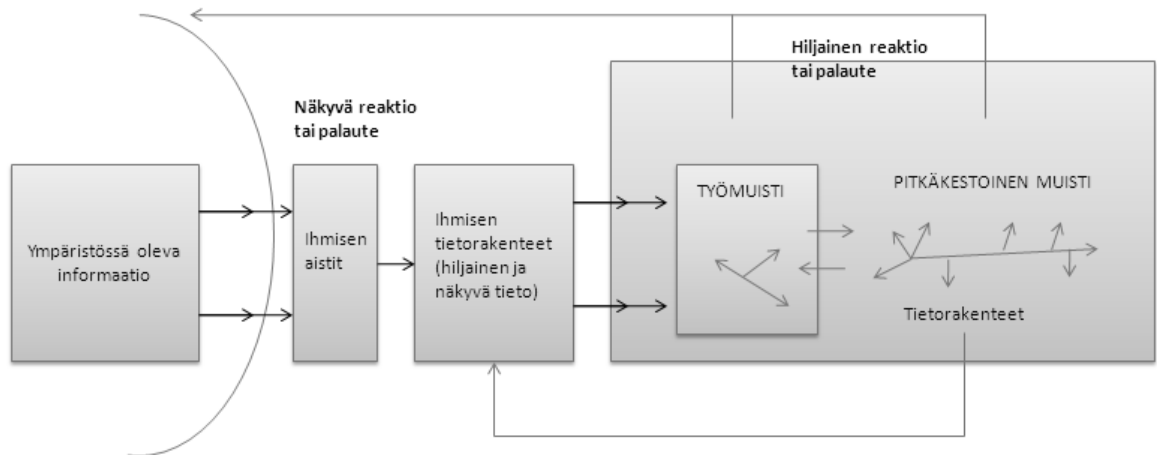 Hiljainen reaktio
tai palaute
Näkyvä reaktio
tai palaute
Ympäristössä oleva
informaatio
Ihmisen
aistit
Ihmisen
tietorakenteet
(hiljainen ja
näkyvä tieto)
TYÖMUISTI
PITKÄKESTOINEN MUISTI
Tietorakenteet